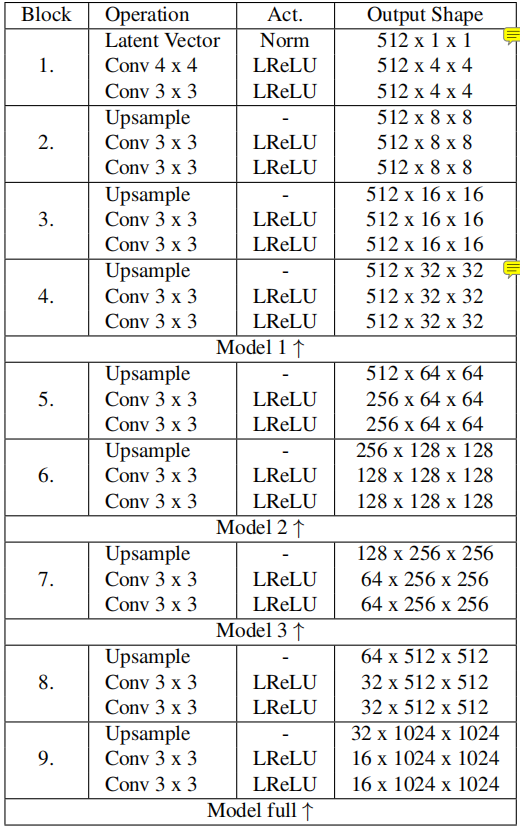 Block Operation Act. Output Shape
Latent Vector Norm 512 x 1 x 1
1. Conv 4 x 4 LReLU 512 x 4 x 4
Conv 3 x 3 LReLU 512 x 4 x 4
Upsample - 512 x 8 x 8
2. Conv 3 x 3 LReLU 512 x 8 x 8
Conv 3 x 3 LReLU 512 x 8 x 8
Upsample - 512 x 16 x 16
3. Conv 3 x 3 LReLU 512 x 16 x 16
Conv 3 x 3 LReLU 512 x 16 x 16
Upsample - 512 x 32 x 32
4. Conv 3 x 3 LReLU 512 x 32 x 32
Conv 3 x 3 LReLU 512 x 32 x 32
Model 1 ↑
Upsample - 512 x 64 x 64
5. Conv 3 x 3 LReLU 256 x 64 x 64
Conv 3 x 3 LReLU 256 x 64 x 64
Upsample - 256 x 128 x 128
6. Conv 3 x 3 LReLU 128 x 128 x 128
Conv 3 x 3 LReLU 128 x 128 x 128
Model 2 ↑
Upsample - 128 x 256 x 256
7. Conv 3 x 3 LReLU 64 x 256 x 256
Conv 3 x 3 LReLU 64 x 256 x 256
Model 3 ↑
Upsample - 64 x 512 x 512
8. Conv 3 x 3 LReLU 32 x 512 x 512
Conv 3 x 3 LReLU 32 x 512 x 512
Upsample - 32 x 1024 x 1024
9. Conv 3 x 3 LReLU 16 x 1024 x 1024
Conv 3 x 3 LReLU 16 x 1024 x 1024
Model full ↑